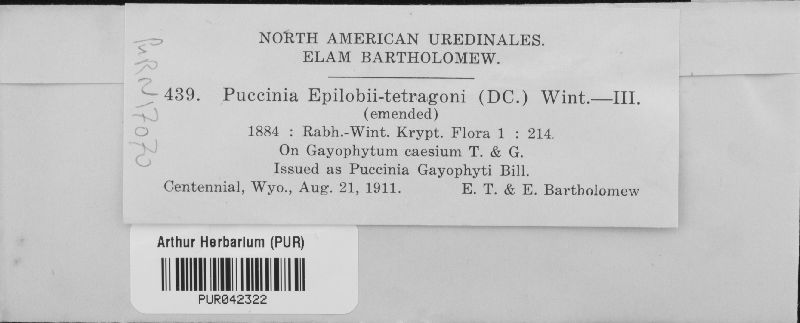 NORTH AMERICAN UREDINALES.
ELAM BARTHOLOMEW.
439. Puccinia Epilobii-tetragoni (DC.) Wint.—III.
(emended)
1884 : Rabh.-Wint. Krypt. Flora 1 : 214.
On Gayophytum caesium T. & G.
Issued as Puccinia Gayophyti Bill.
Centennial, Wyo., Aug. 21, 1911. E. T. & E. Bartholomew
PURN17070
Arthur Herbarium (PUR)
PUR042322